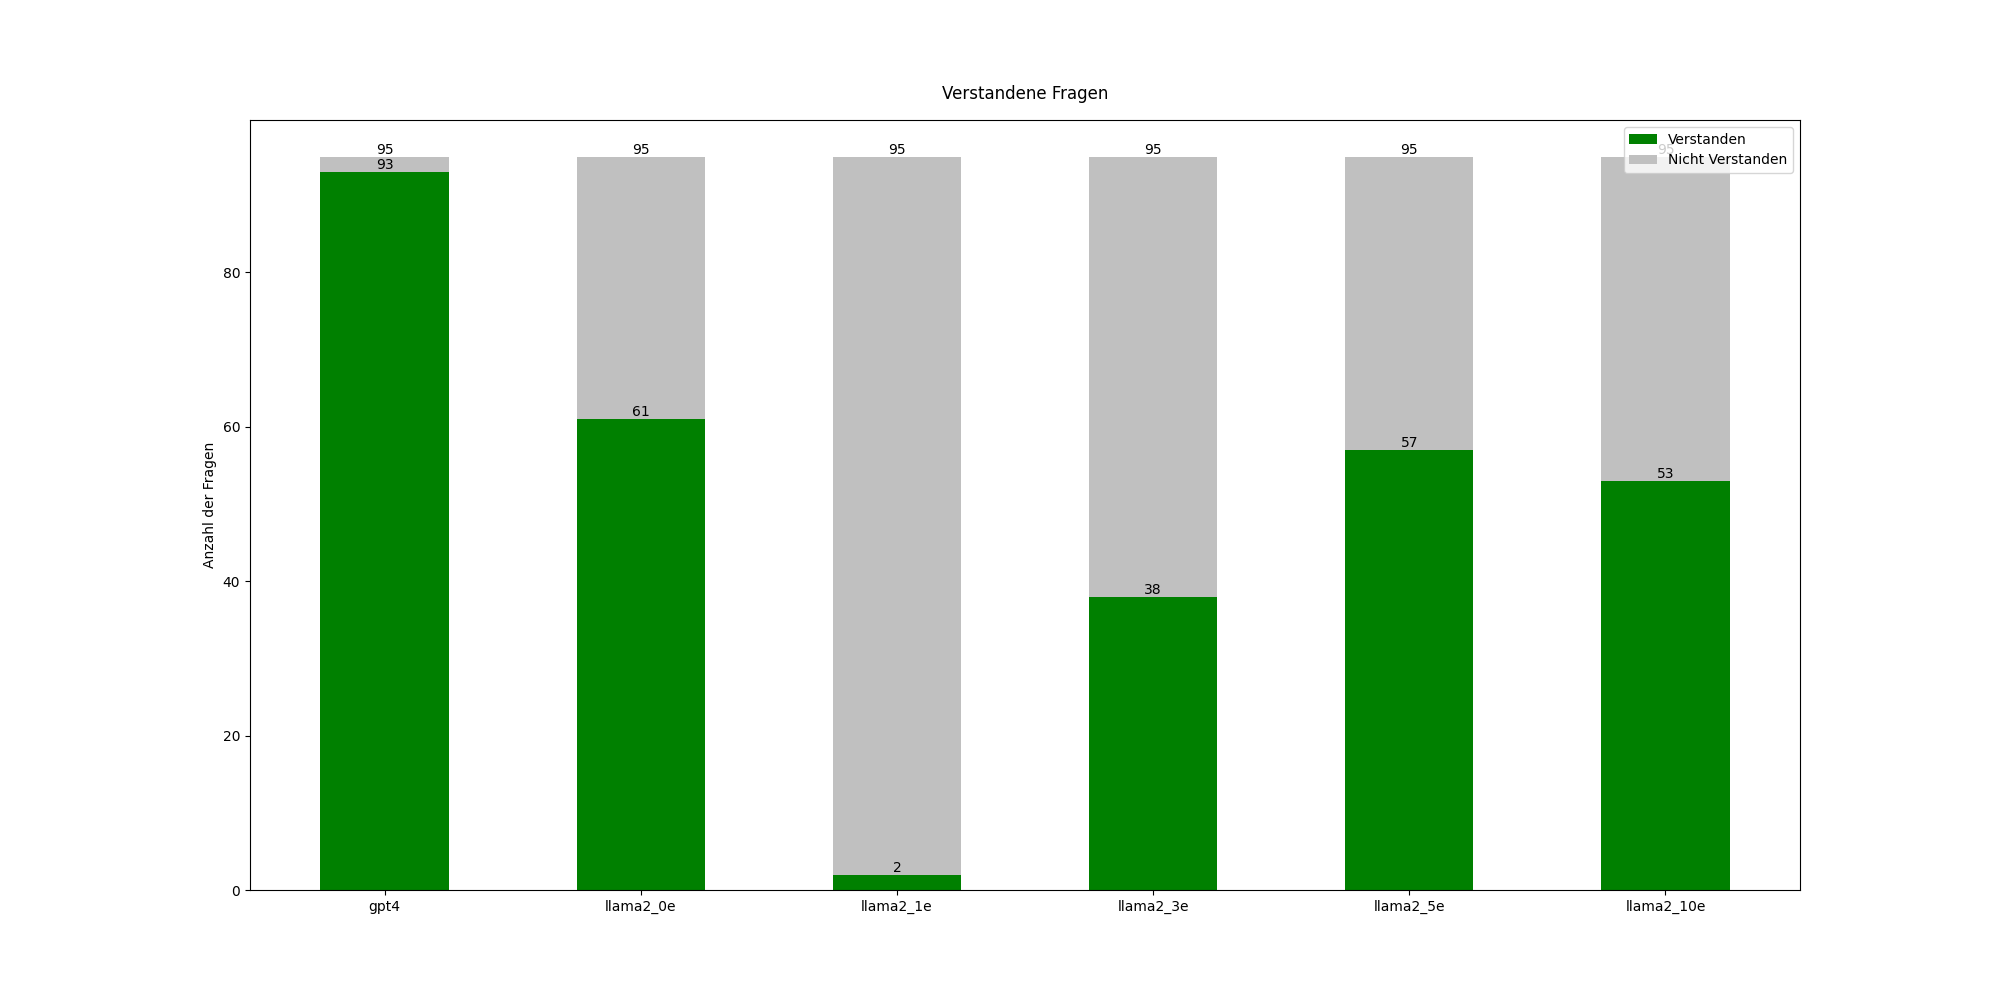 Verstandene Fragen
Verstanden
Nicht Verstanden
95
95
95
95
95
95
93
61
2
38
57
53
Anzahl der Fragen
80
60
40
20
0
gpt4
llama2_0e
llama2_1e
llama2_3e
llama2_5e
llama2_10e